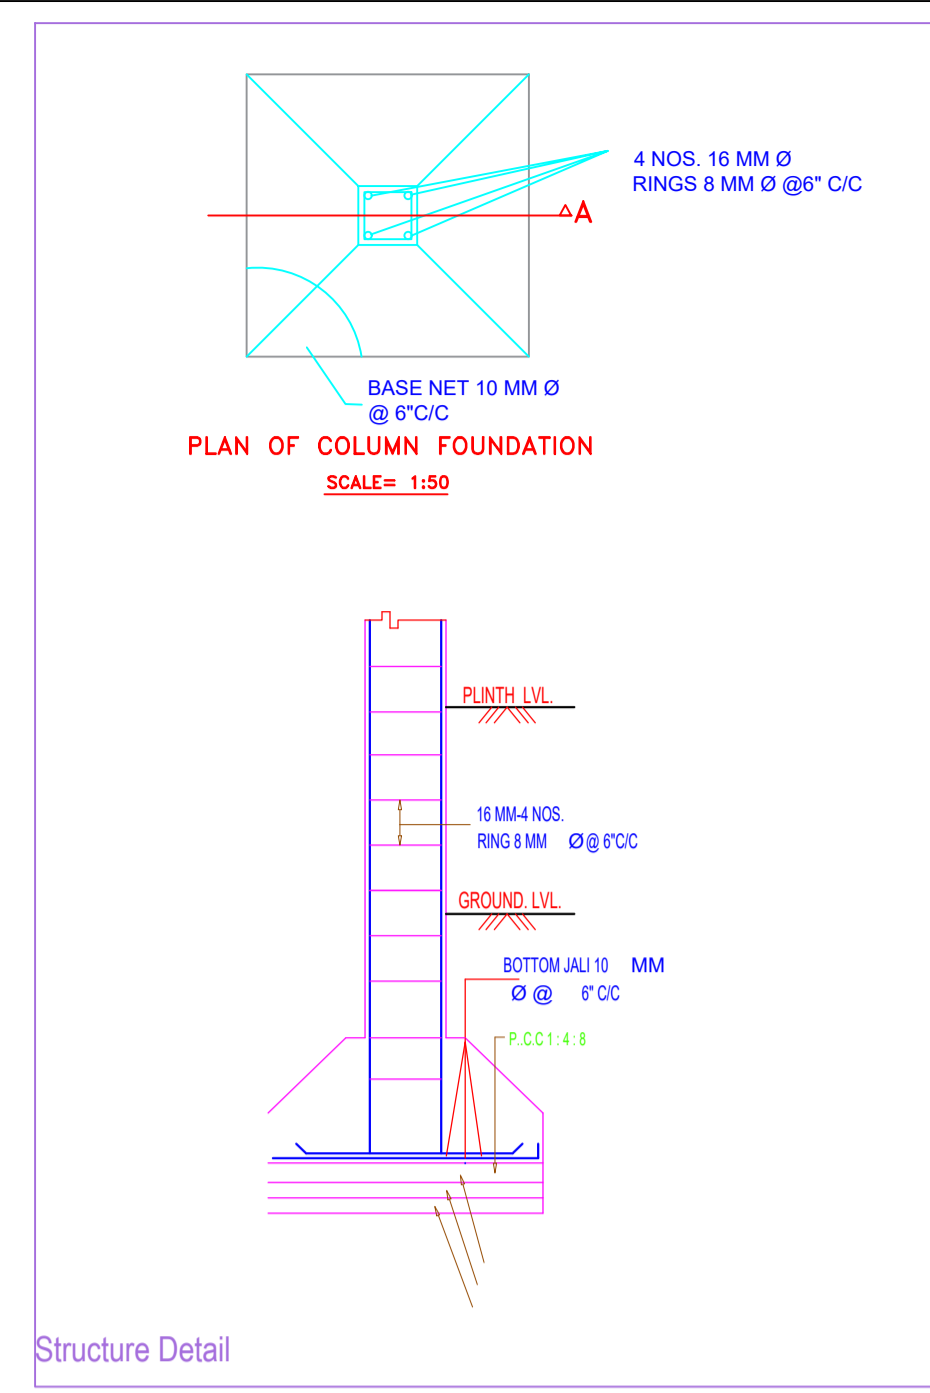 4 NOS. 16 MM Ø
RINGS 8 MM Ø @6" C/C
A
BASE NET 10 MM Ø
@ 6"C/C
PLAN OF COLUMN FOUNDATION
SCALE= 1:50
PLINTH LVL.
16 MM-4 NOS.
RING 8 MM Ø @ 6"C/C
GROUND. LVL.
BOTTOM JALI 10 MM
Ø @ 6" C/C
P..C.C 1 : 4 : 8
Structure Detail